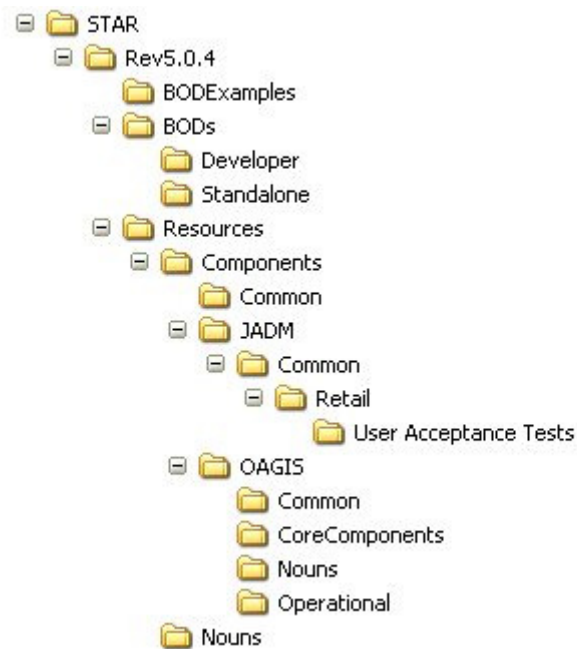 STAR
Rev5.0.4
BODExamples
BODs
Developer
Standalone
Resources
Components
Common
JADM
Common
Retail
User Acceptance Tests
OAGIS
Common
CoreComponents
Nouns
Operational
Nouns